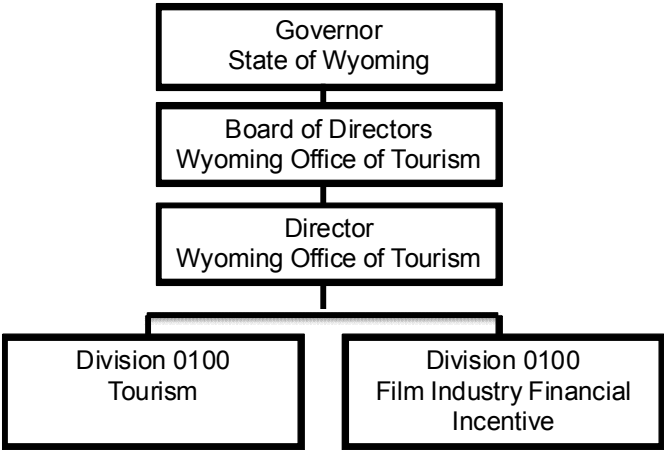 Governor
State of Wyoming
Board of Directors
Wyoming Office of Tourism
Director
Wyoming Office of Tourism
Division 0100
Tourism
Division 0100
Film Industry Financial
Incentive